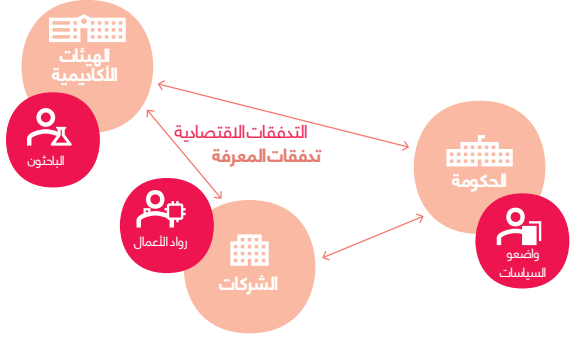 الهيئات
الأكاديمية
الباحثون
التدفقات الاقتصادية
تدفقات المعرفة
الحكومة
واضعو
السياسات
رواد الأعمال
الشركات